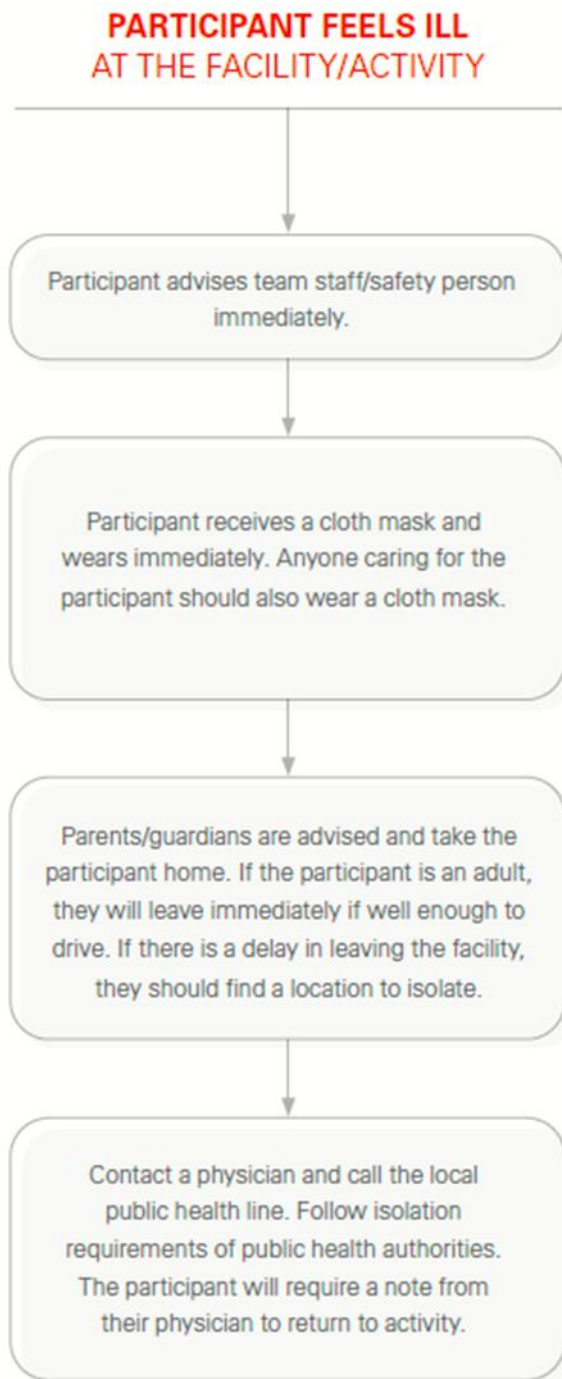 PARTICIPANT FEELS ILL
AT THE FACILITY/ACTIVITY
Participant advises team staff/safety person
immediately.
Participant receives a cloth mask and
wears immediately. Anyone caring for the
participant should also wear a cloth mask.
Parents/guardians are advised and take the
participant home. If the participant is an adult,
they will leave immediately if well enough to
drive. If there is a delay in leaving the facility,
they should find a location to isolate.
Contact a physician and call the local
public health line. Follow isolation
requirements of public health authorities.
The participant will require a note from
their physician to return to activity.